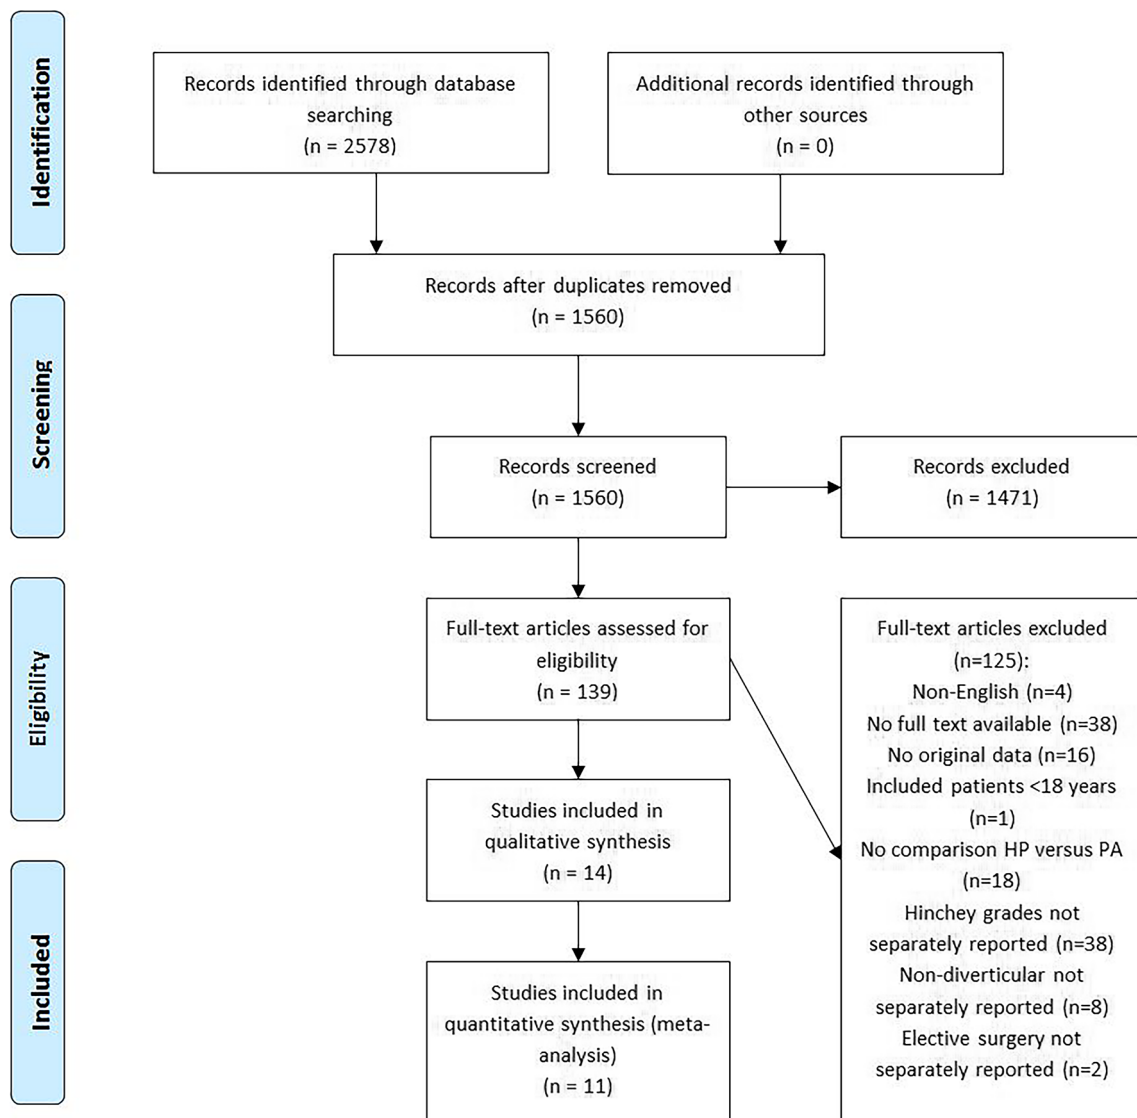 Identification
Records identified through database
searching
(n = 2578)
Additional records identified through
other sources
(n = 0)
Records after duplicates removed
(n = 1560)
Screening
Records screened
(n = 1560)
Records excluded
(n = 1471)
Eligibility
Full-text articles assessed for
eligibility
(n = 139)
Full-text articles excluded
(n=125):
Non-English (n=4)
No full text available (n=38)
No original data (n=16)
Included patients <18 years
(n=1)
No comparison HP versus PA
(n=18)
Hinchey grades not
separately reported (n=38)
Non-diverticular not
separately reported (n=8)
Elective surgery not
separately reported (n=2)
Studies included in
qualitative synthesis
(n = 14)
Included
Studies included in
quantitative synthesis (meta-
analysis)
(n = 11)